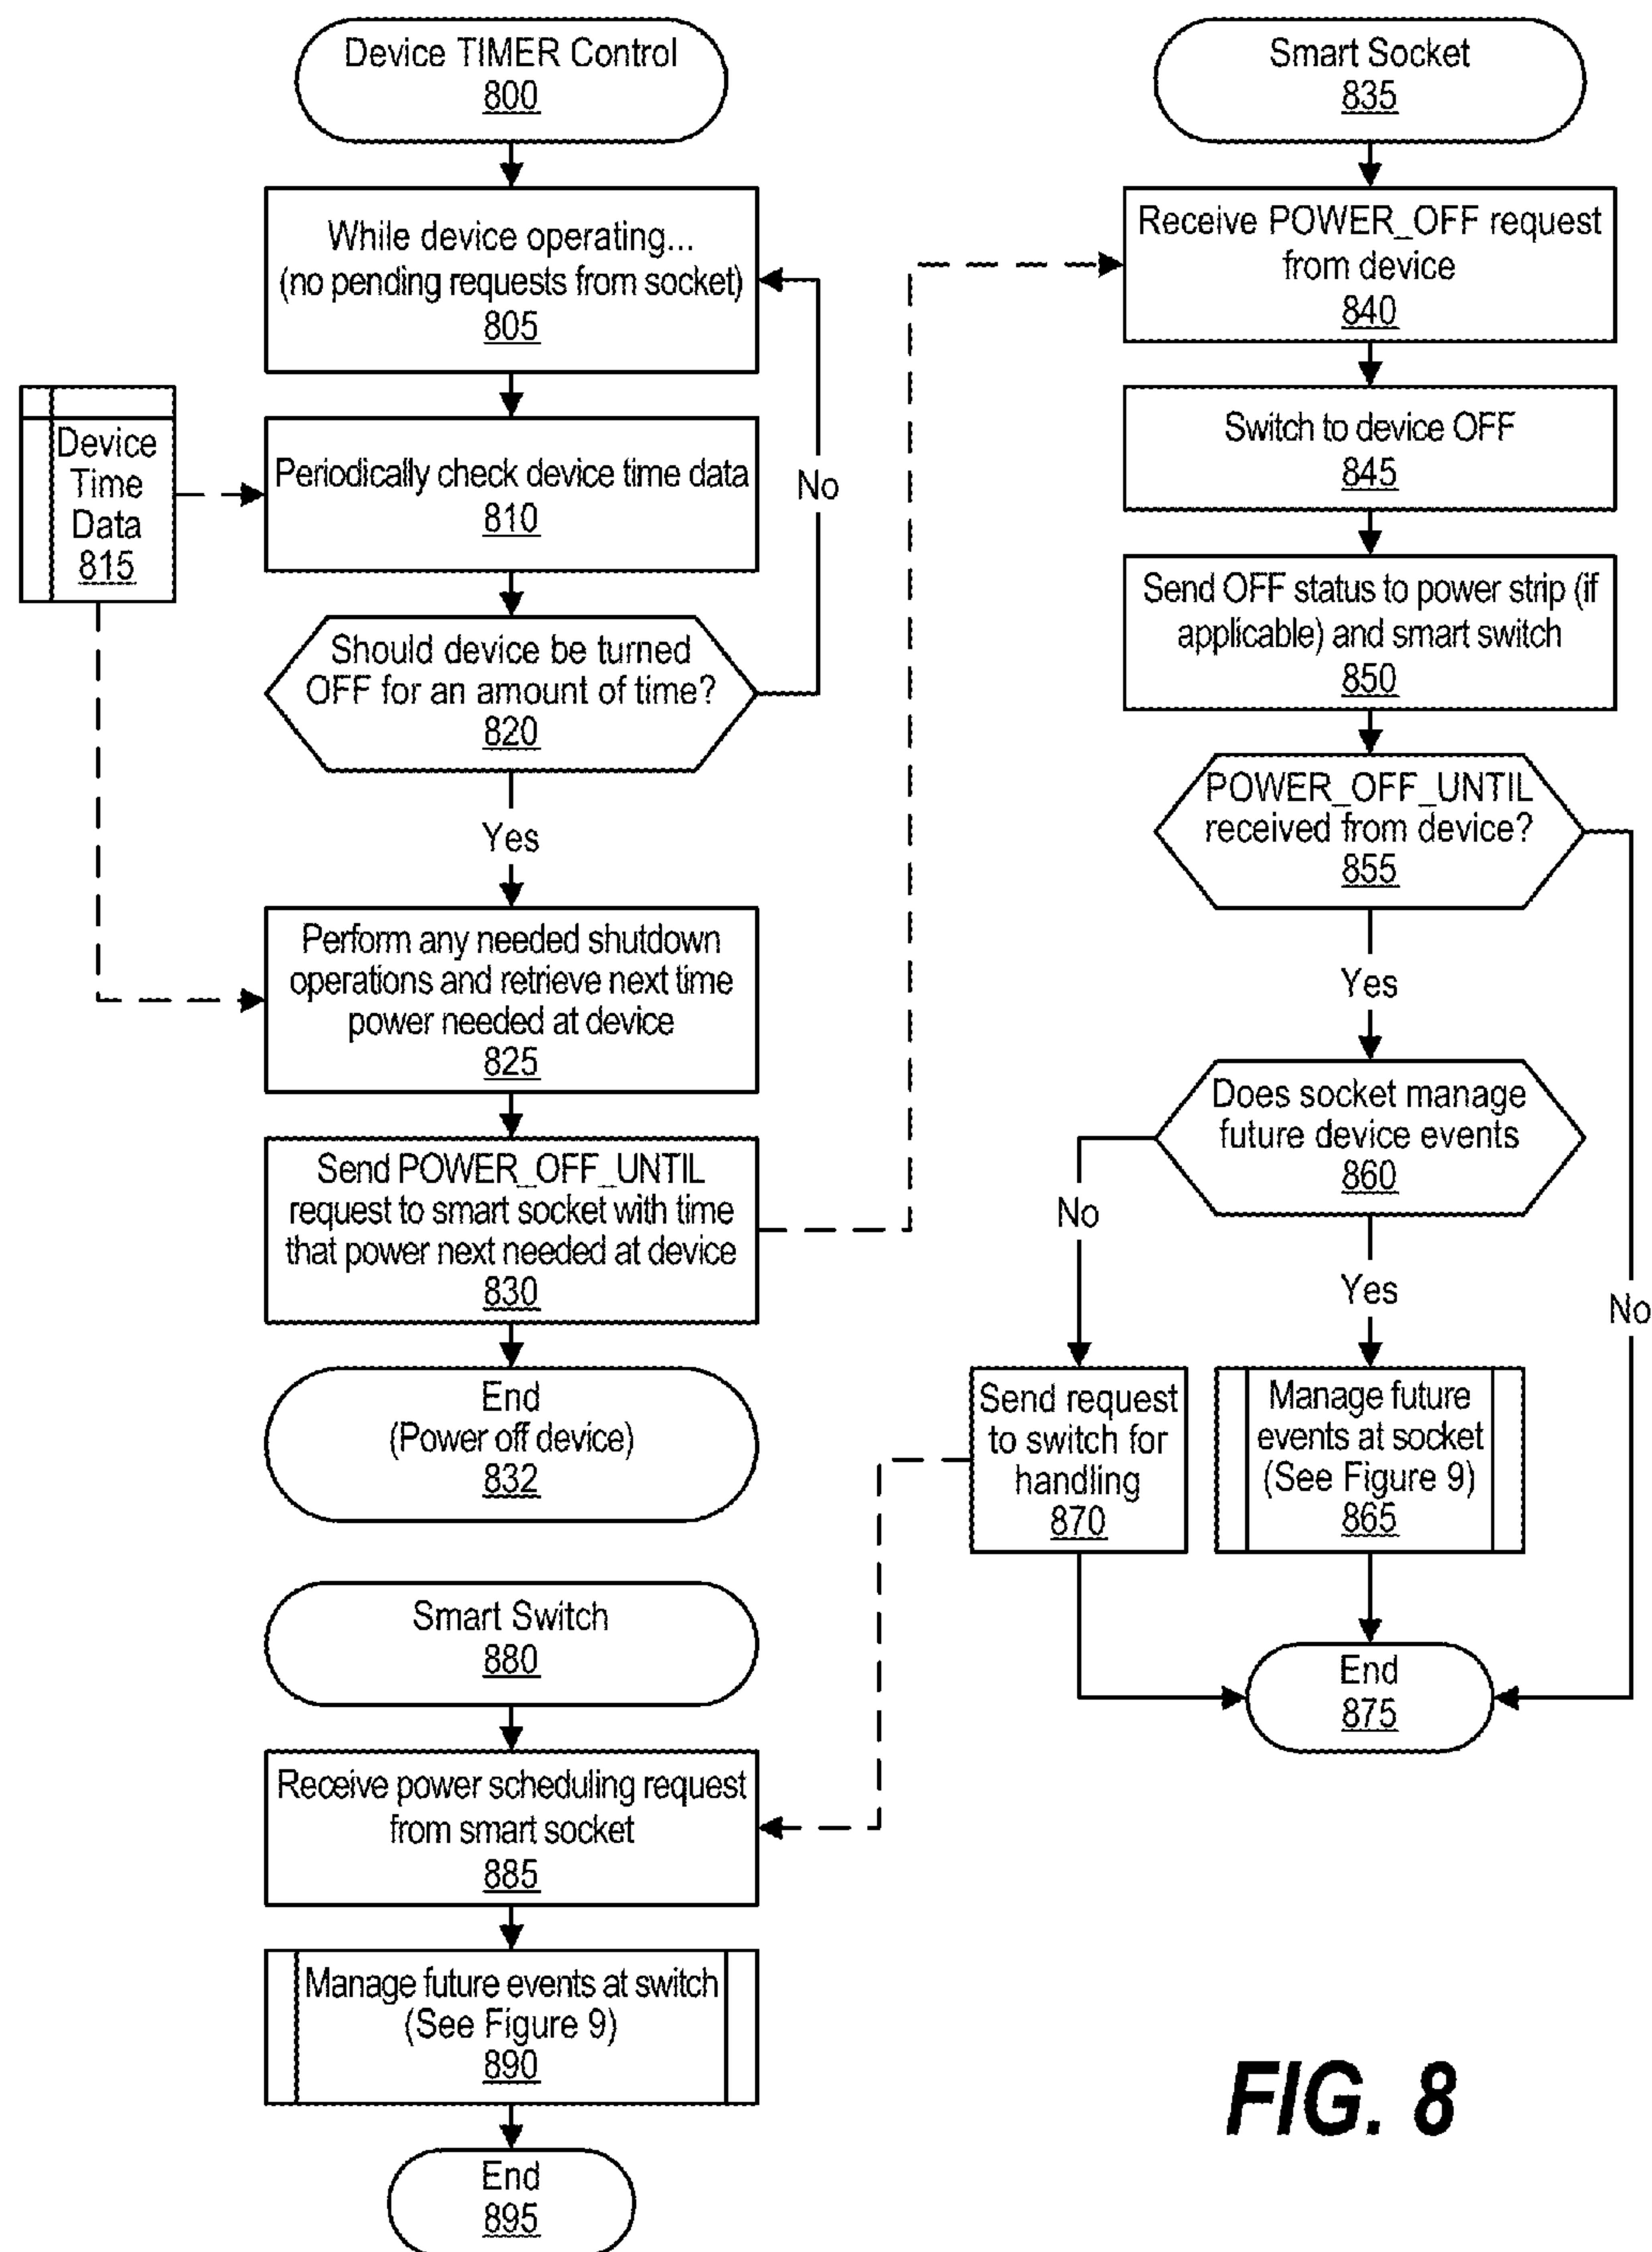 Device TIMER Control
800
While device operating...
(no pending requests from socket)
805
Device
Time
Data
815
Periodically check device time data
810
No
Should device be turned
OFF for an amount of time?
820
Yes
Perform any needed shutdown
operations and retrieve next time
power needed at device
825
Send POWER_OFF_UNTIL
request to smart socket with time
that power next needed at device
830
End
(Power off device)
832
Smart Socket
835
Receive POWER_OFF request
from device
840
Switch to device OFF
845
Send OFF status to power strip (if
applicable) and smart switch
850
POWER_OFF_UNTIL
received from device?
855
Yes
No
Does socket manage
future device events
860
No
Yes
Send request
to switch for
handling
870
Manage future
events at socket
(See Figure 9)
865
End
875
Smart Switch
880
Receive power scheduling request
from smart socket
885
Manage future events at switch
(See Figure 9)
890
End
895
FIG. 8